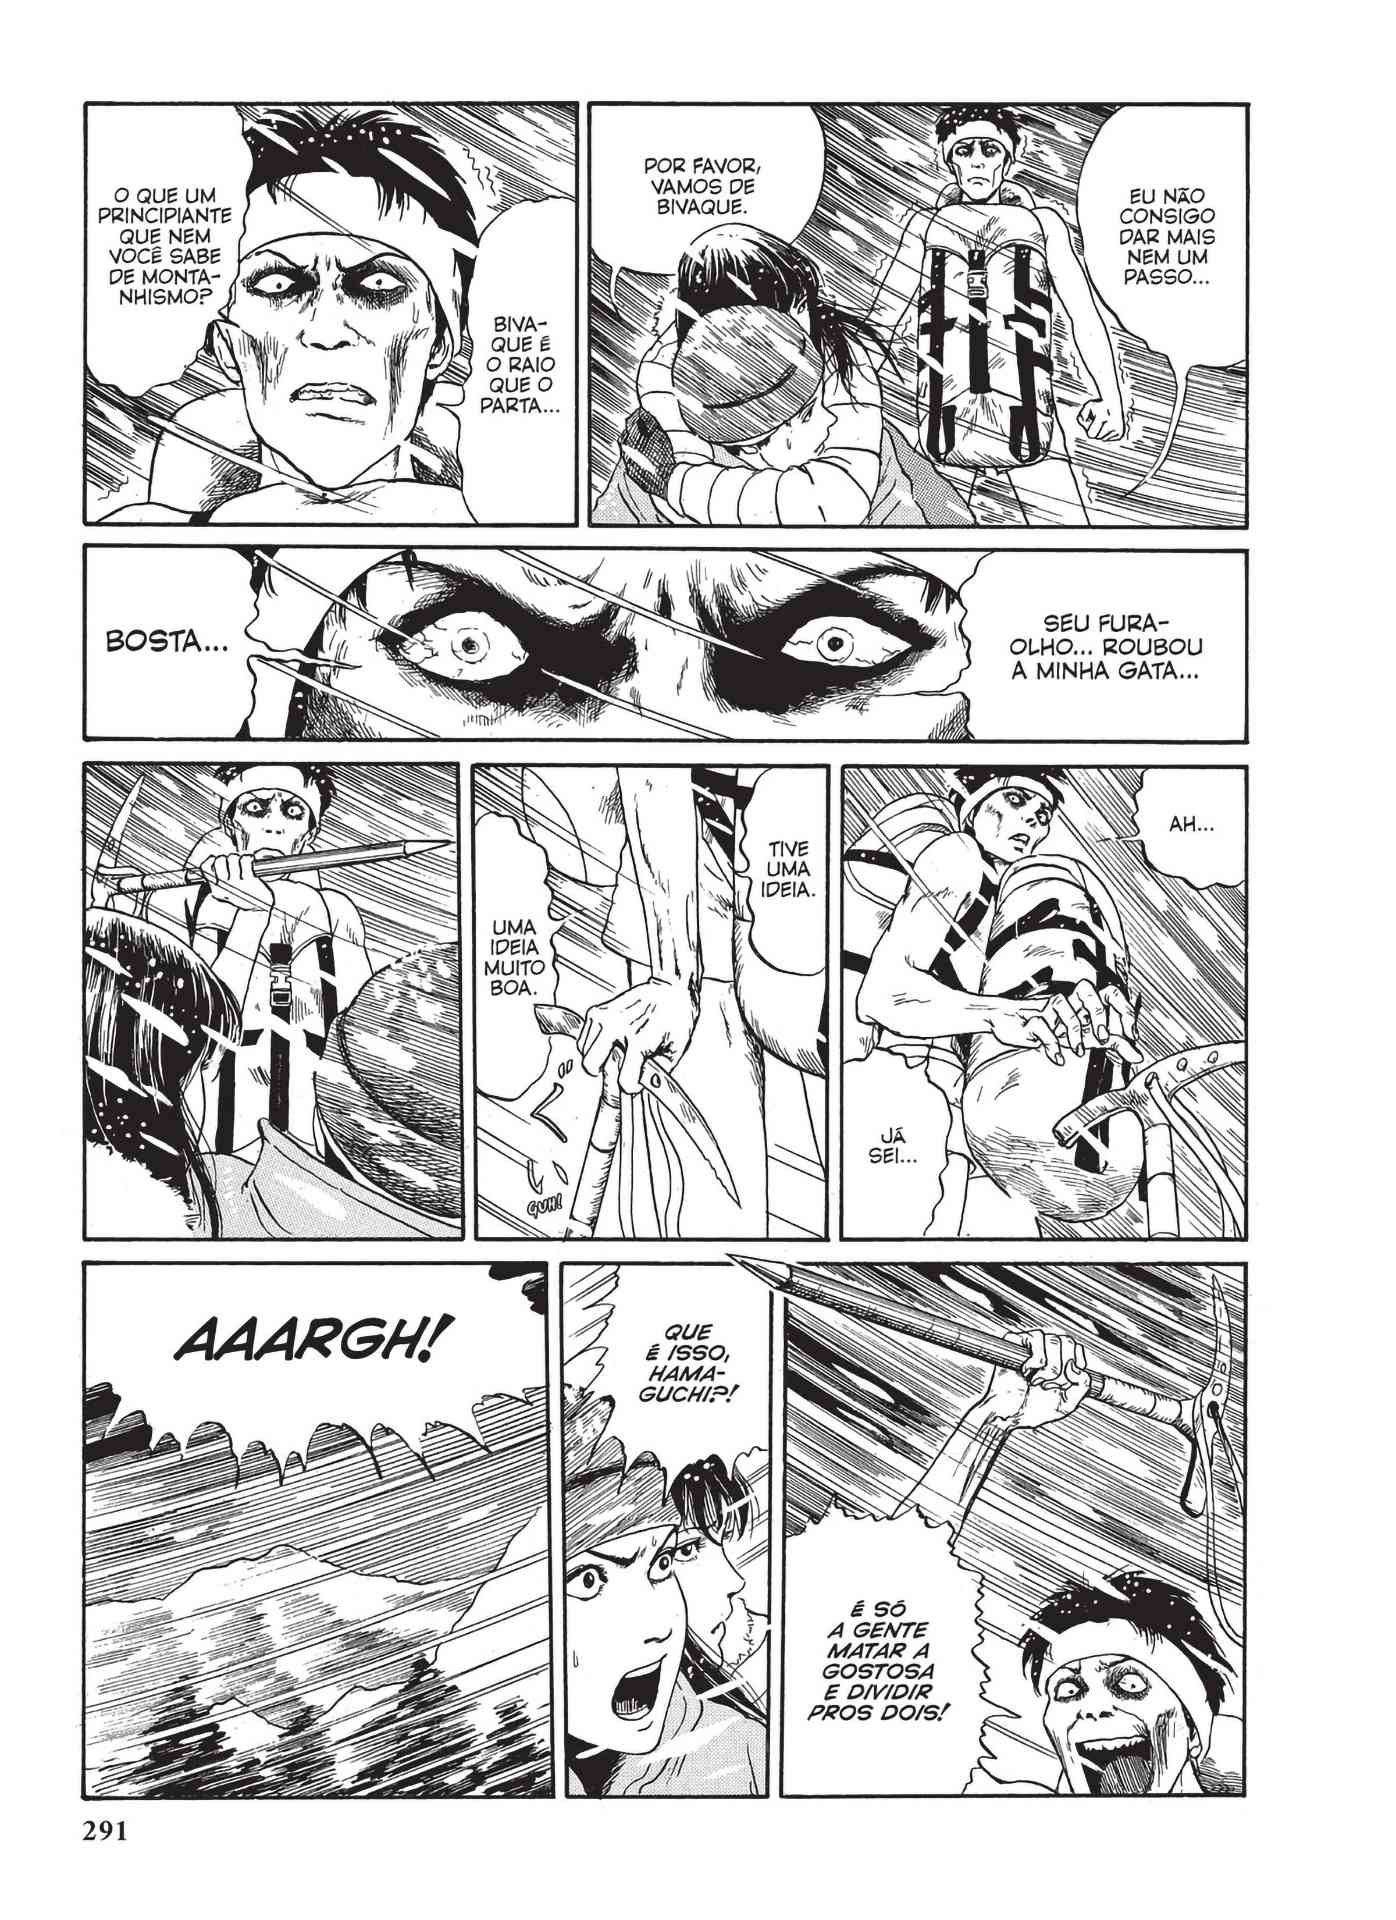 EU NÃO
CONSIGO
DAR MAIS
NEM UM
PASSO...
POR FAVOR,
VAMOS DE
BIVAQUE.
BIVA-
QUE É
O RAIO
QUE O
PARTA...
O QUE UM
PRINCIPIANTE
QUE NEM
VOCÊ SABE
DE MONTA-
NHISMO?
SEU FURA-
OLHO... ROUBOU
A MINHA GATA...
BOSTA...
AH...
JÁ
SEI...
TIVE
UMA
IDEIA.
UMA
IDEIA
MUITO
BOA.
GUH!
É SÓ
A GENTE
MATAR A
GOSTOSA
E DIVIDIR
PROS DOIS!
QUE
É ISSO,
HAMA-
GUCHI?!
AAARGH!
291